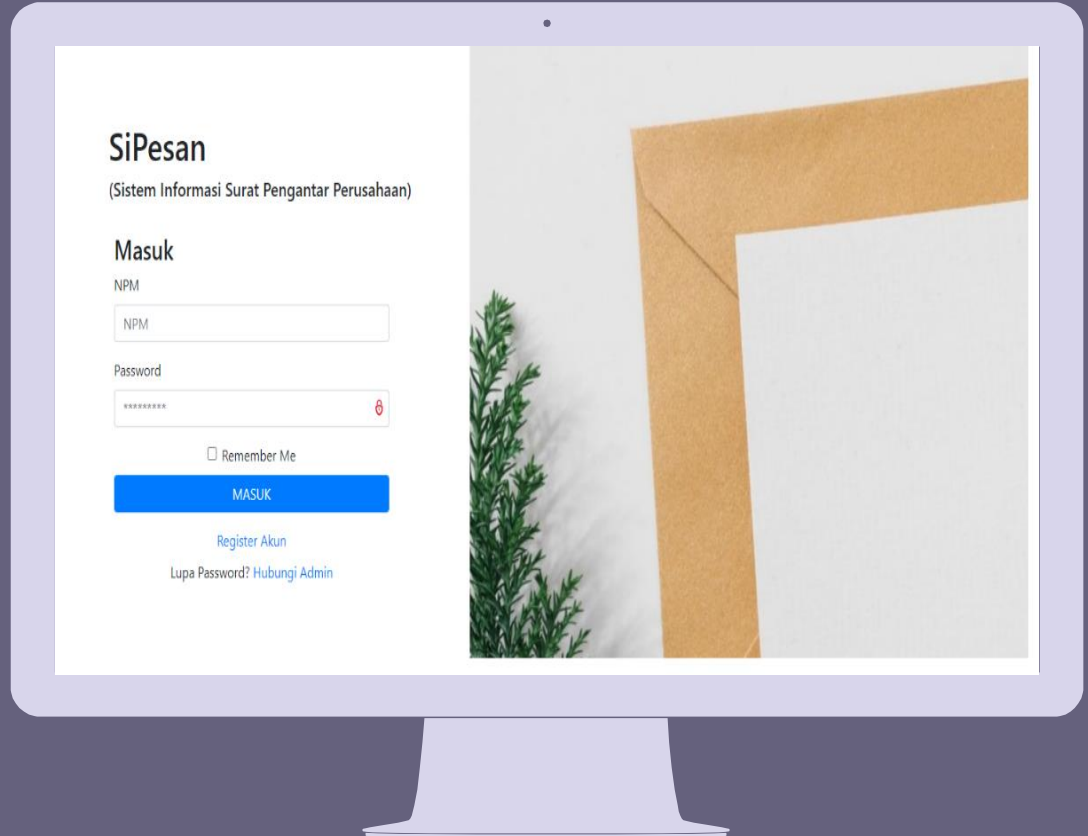 SiPesan
(Sistem Informasi Surat Pengantar Perusahaan)
Masuk
NPM
NPM
Password
*********
Remember Me
MASUK
Register Akun
Lupa Password? Hubungi Admin